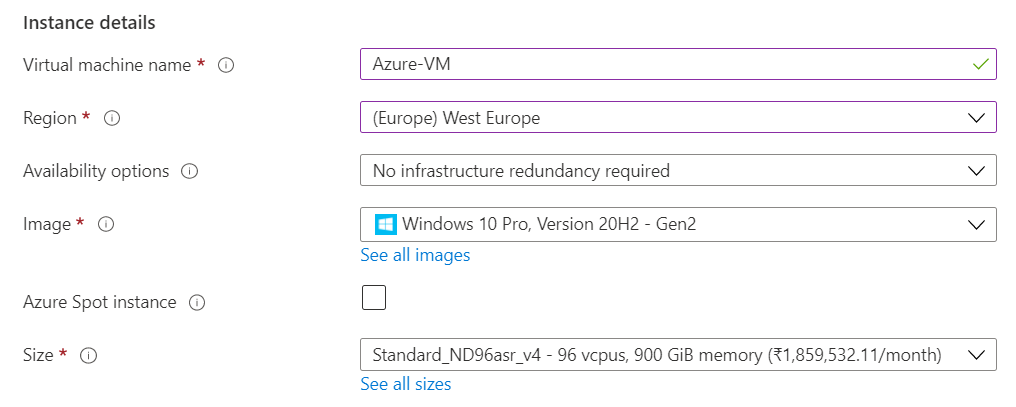 Instance details
Virtual machine name * Azure-VM
Region * (Europe) West Europe
Availability options No infrastructure redundancy required
Image * Windows 10 Pro, Version 20H2 - Gen2
See all images
Azure Spot instance
Size * Standard_ND96asr_v4 - 96 vcpus, 900 GiB memory (₹1,859,532.11/month)
See all sizes